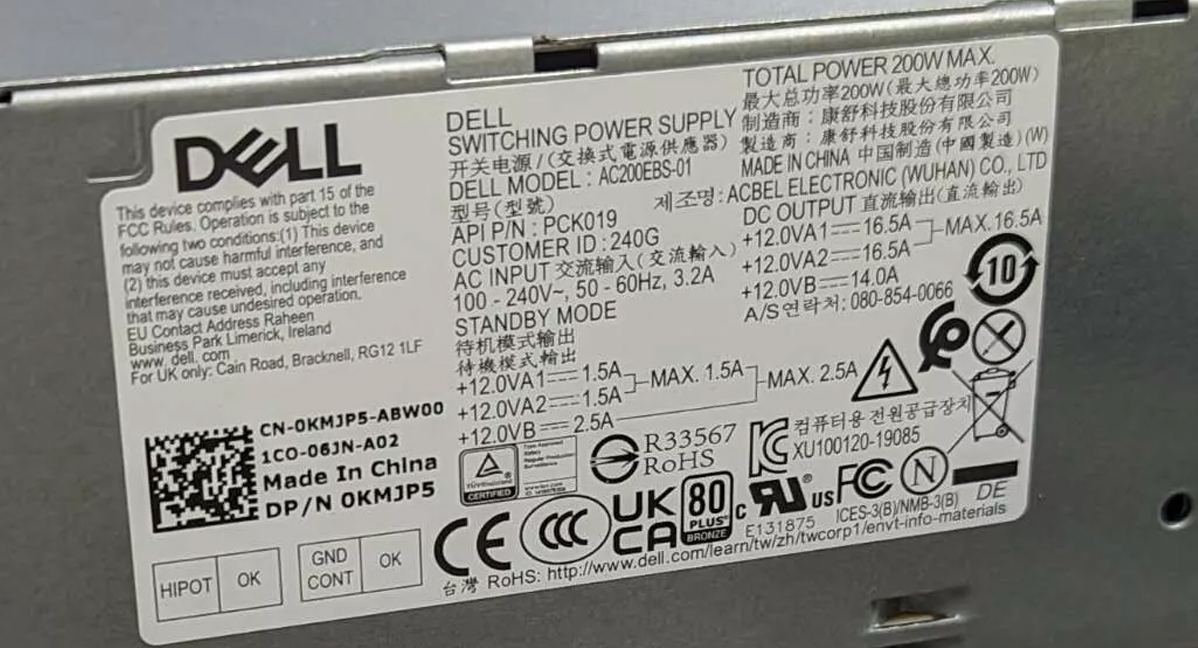 DELL
This device complies with part 15 of the
FCC Rules. Operation is subject to the
following two conditions:(1) This device
may not cause harmful interference, and
(2) this device must accept any
interference received, including interference
that may cause undesired operation.
EU Contact Address Raheen
Business Park Limerick, Ireland
www. dell. com
For UK only: Cain Road, Bracknell, RG12 1LF
CN-0KMJP5-ABW00
1CO-06JN-A02
Made In China
DP/N 0KMJP5
HIPOT OK
GND CONT OK
DELL
SWITCHING POWER SUPPLY
开关电源/(交換式電源供應器)
DELL MODEL : AC200EBS-01
型号(型號)
API P/N : PCK019
CUSTOMER ID : 240G
AC INPUT 交流输入(交流輸入)
100 - 240V~, 50 - 60Hz, 3.2A
STANDBY MODE
待机模式输出
待機模式輸出
+12.0VA1 1.5A
+12.0VA2 1.5A
MAX. 1.5A
+12.0VB 2.5A
MAX. 2.5A
TOTAL POWER 200W MAX.
最大总功率200W(最大總功率200W)
制造商：康舒科技股份有限公司
製造商：康舒科技股份有限公司
MADE IN CHINA 中国制造(中國製造)(W)
제조명: ACBEL ELECTRONIC (WUHAN) CO., LTD
DC OUTPUT 直流输出(直流輸出)
+12.0VA1 16.5A
+12.0VA2 16.5A
MAX. 16.5A
+12.0VB 14.0A
A/S연락처: 080-854-0066
10
CERTIFIED
R33567
RoHS
컴퓨터용 전원공급장치
XU100120-19085
CE
CCC
UK
CA
80
PLUS
BRONZE
c RU ® US
E131875
FC
N
ICES-3(B)/NMB-3(B)
DE
台灣 RoHS: http://www.dell.com/learn/tw/zh/twcorp1/envt-info-materials